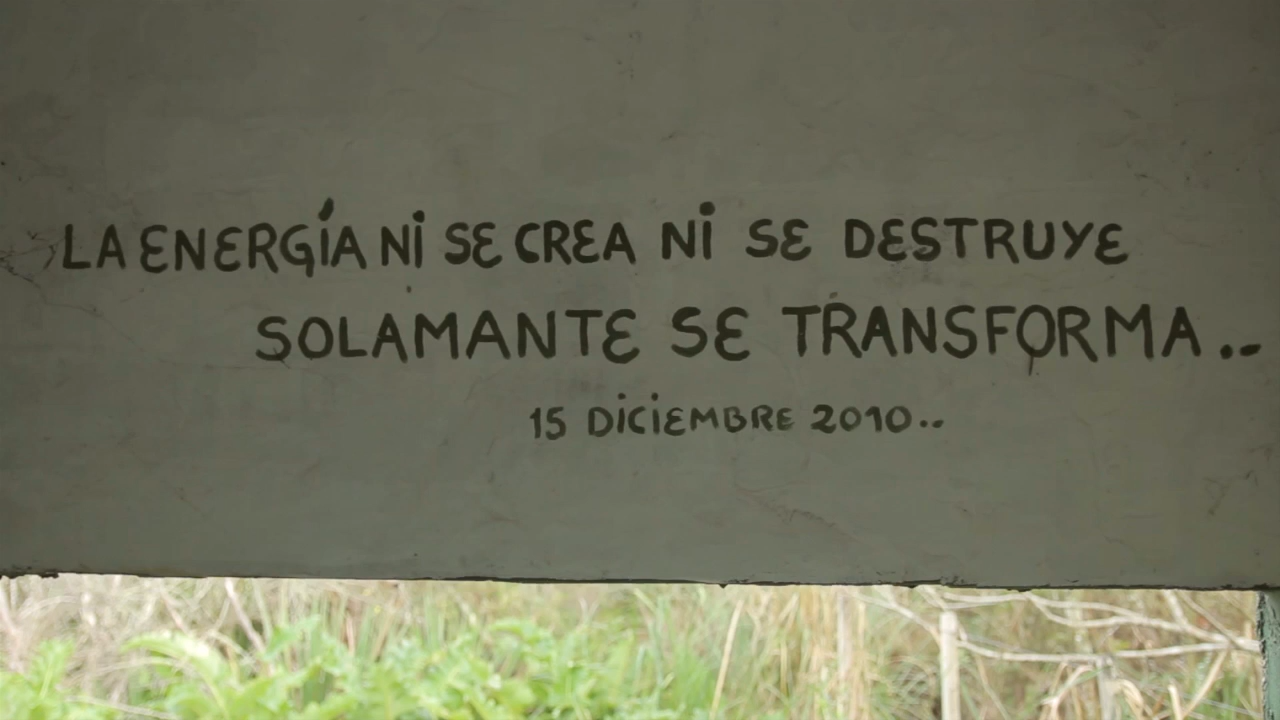 LA ENERGÍA Ni SE CREA Ni SE DESTRUYE
SOLAMANTE SE TRANSFORMA..
15 DiCiEMBRE 2010..